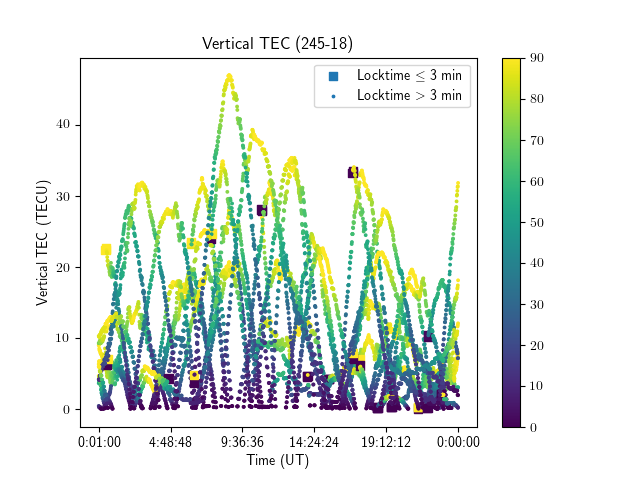 Vertical TEC (245-18)
Locktime ≤ 3 min
Locktime > 3 min
Vertical TEC (TECU)
40
30
20
10
0
0:01:00 4:48:48 9:36:36 14:24:24 19:12:12 0:00:00
Time (UT)
90
80
70
60
50
40
30
20
10
0